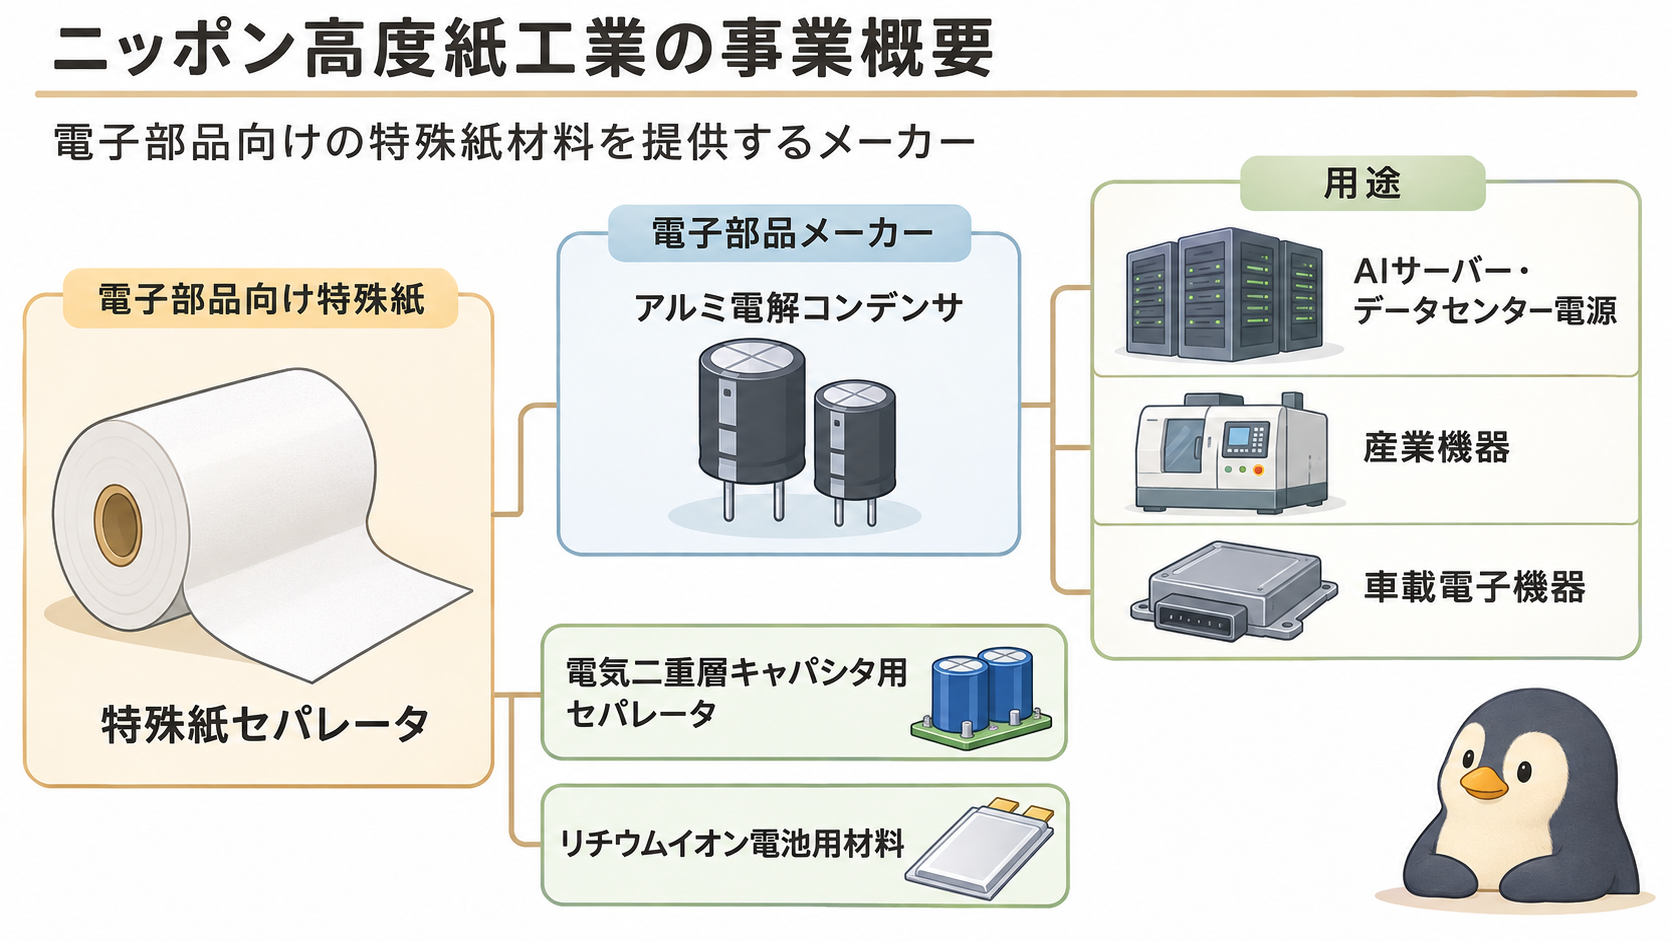 ニッポン高度紙工業の事業概要
電子部品向けの特殊紙材料を提供するメーカー
電子部品向け特殊紙
特殊紙セパレータ
電子部品メーカー
アルミ電解コンデンサ
電気二重層キャパシタ用
セパレータ
リチウムイオン電池用材料
用途
AIサーバー・
データセンター電源
産業機器
車載電子機器